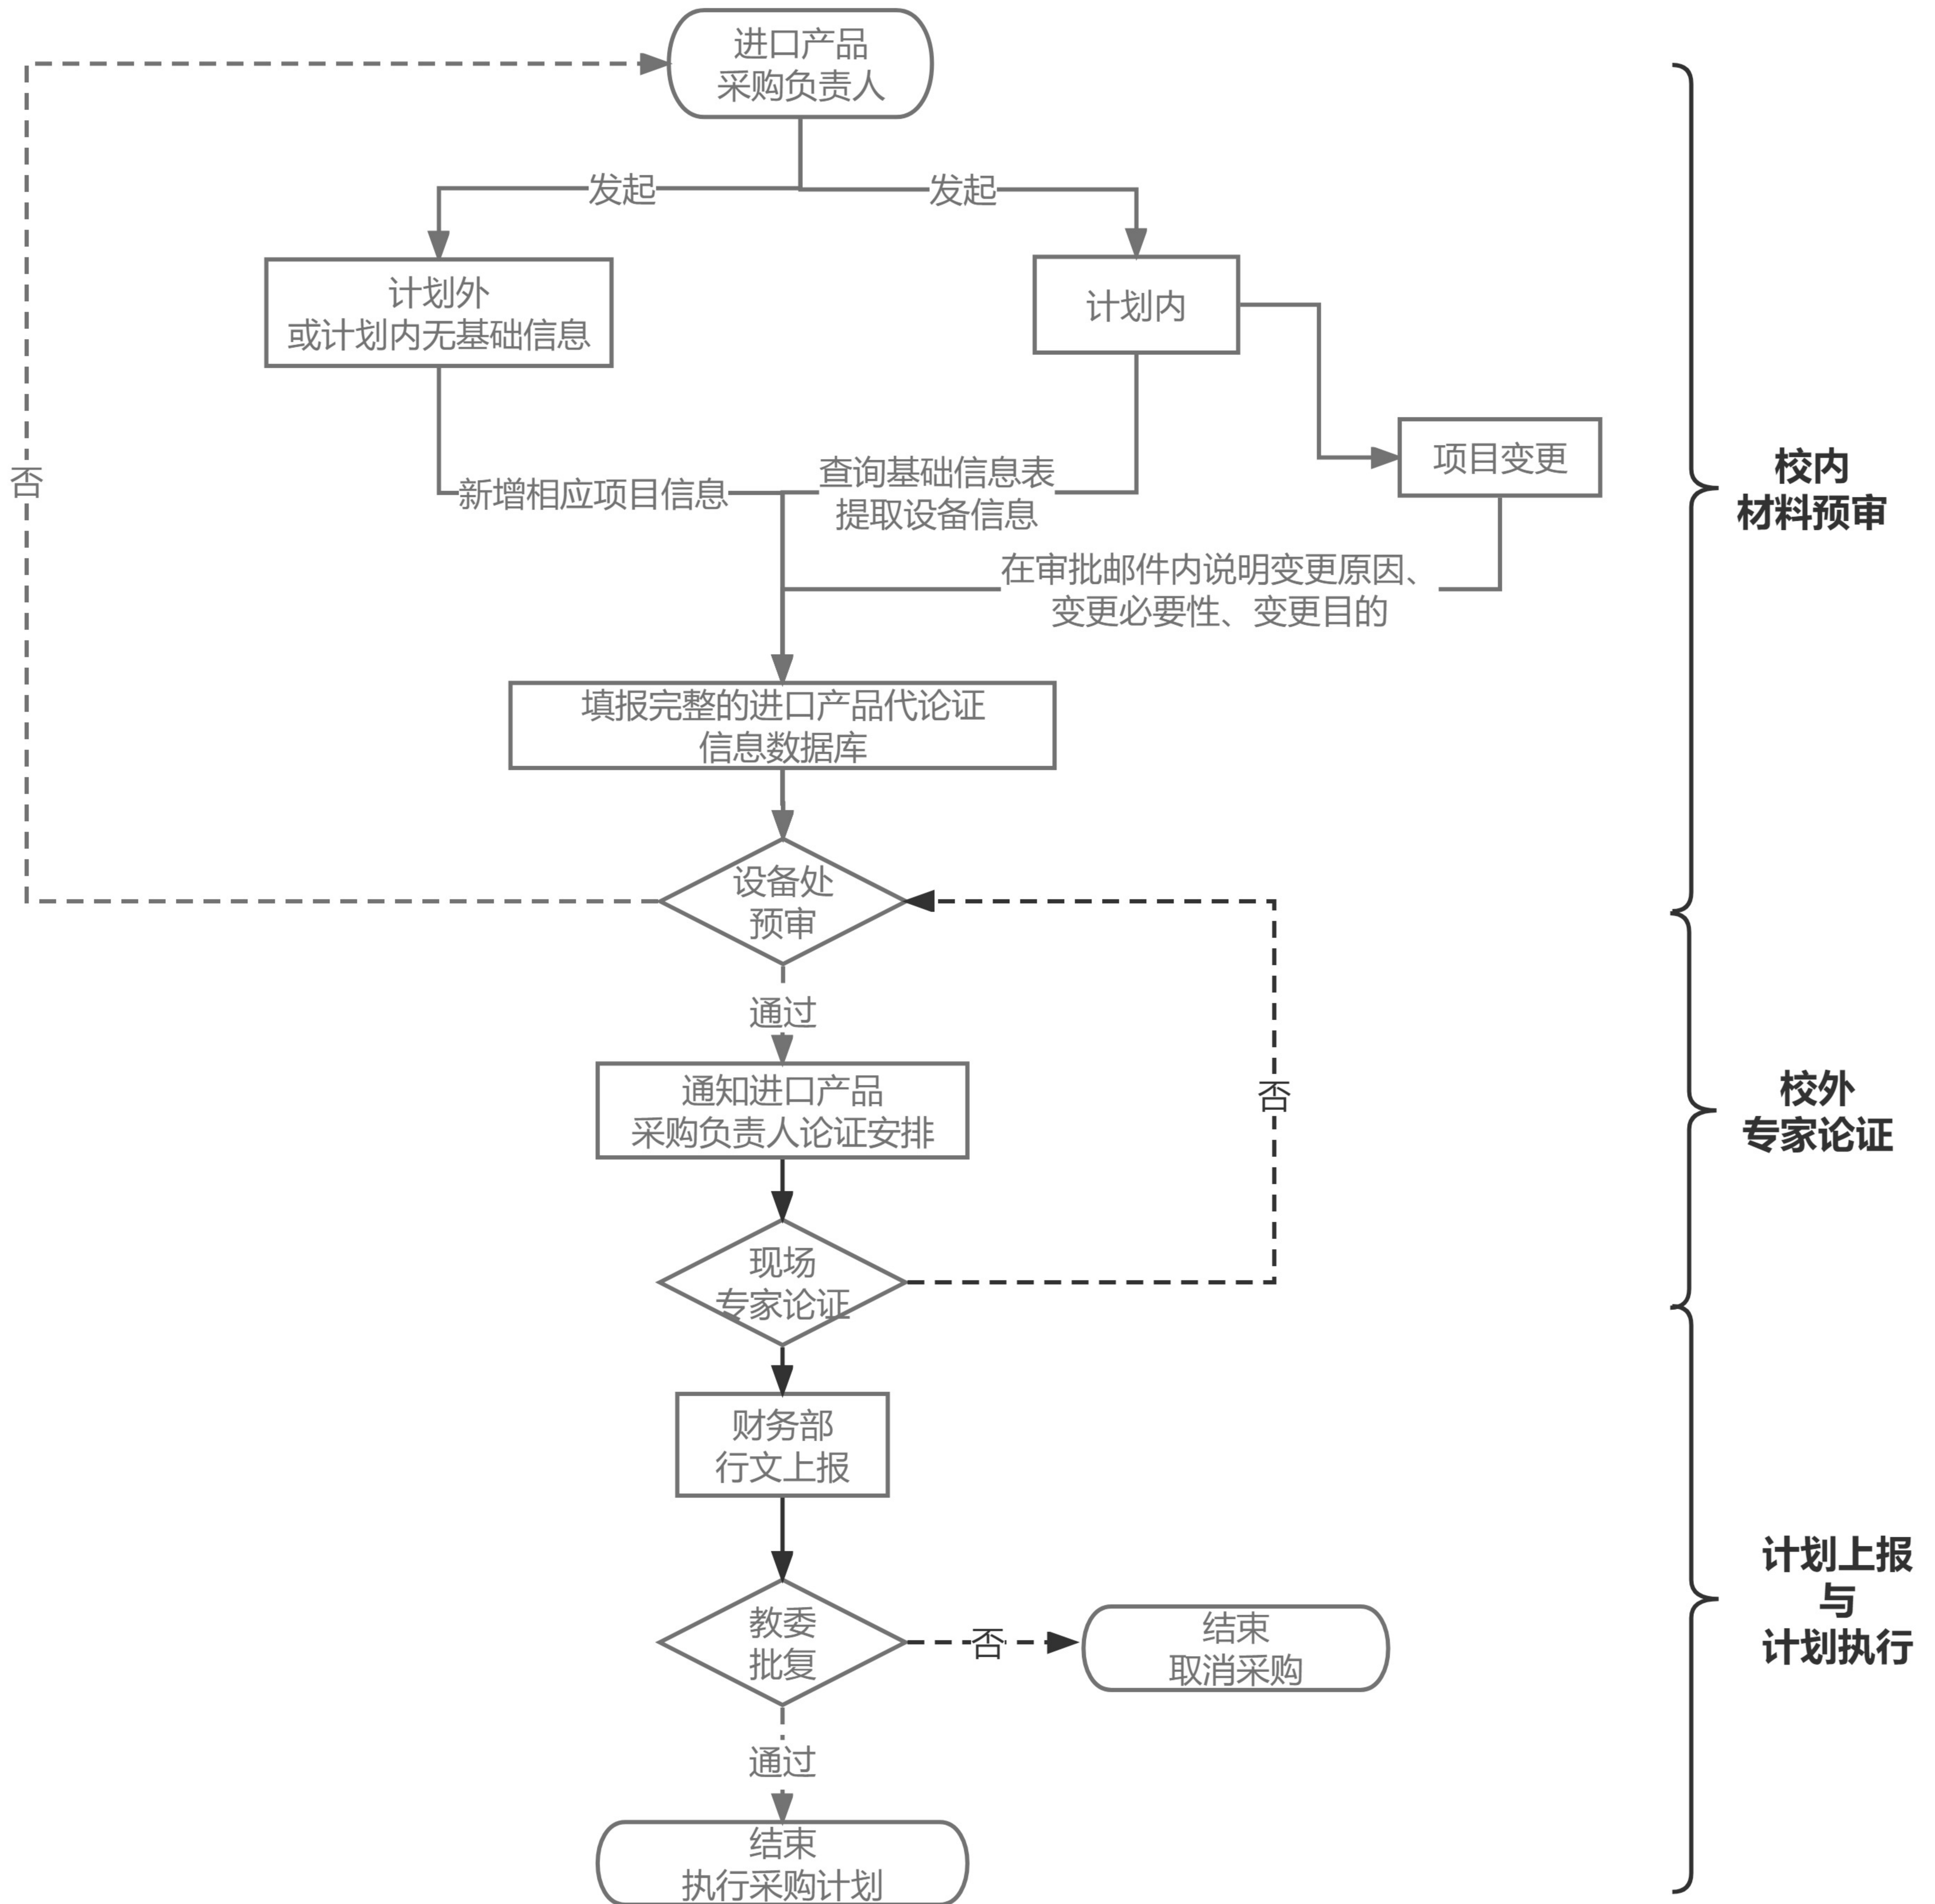 进口产品
采购负责人
发起
发起
计划外
或计划内无基础信息
计划内
项目变更
否
新增相应项目信息
查询基础信息表
提取设备信息
校内
材料预审
在审批邮件内说明变更原因、
变更必要性、变更目的
填报完整的进口产品代论证
信息数据库
设备处
预审
通过
通知进口产品
采购负责人论证安排
否
校外
专家论证
现场
专家论证
财务部
行文上报
教委
批复
否
结束
取消采购
计划上报
与
计划执行
通过
结束
执行采购计划